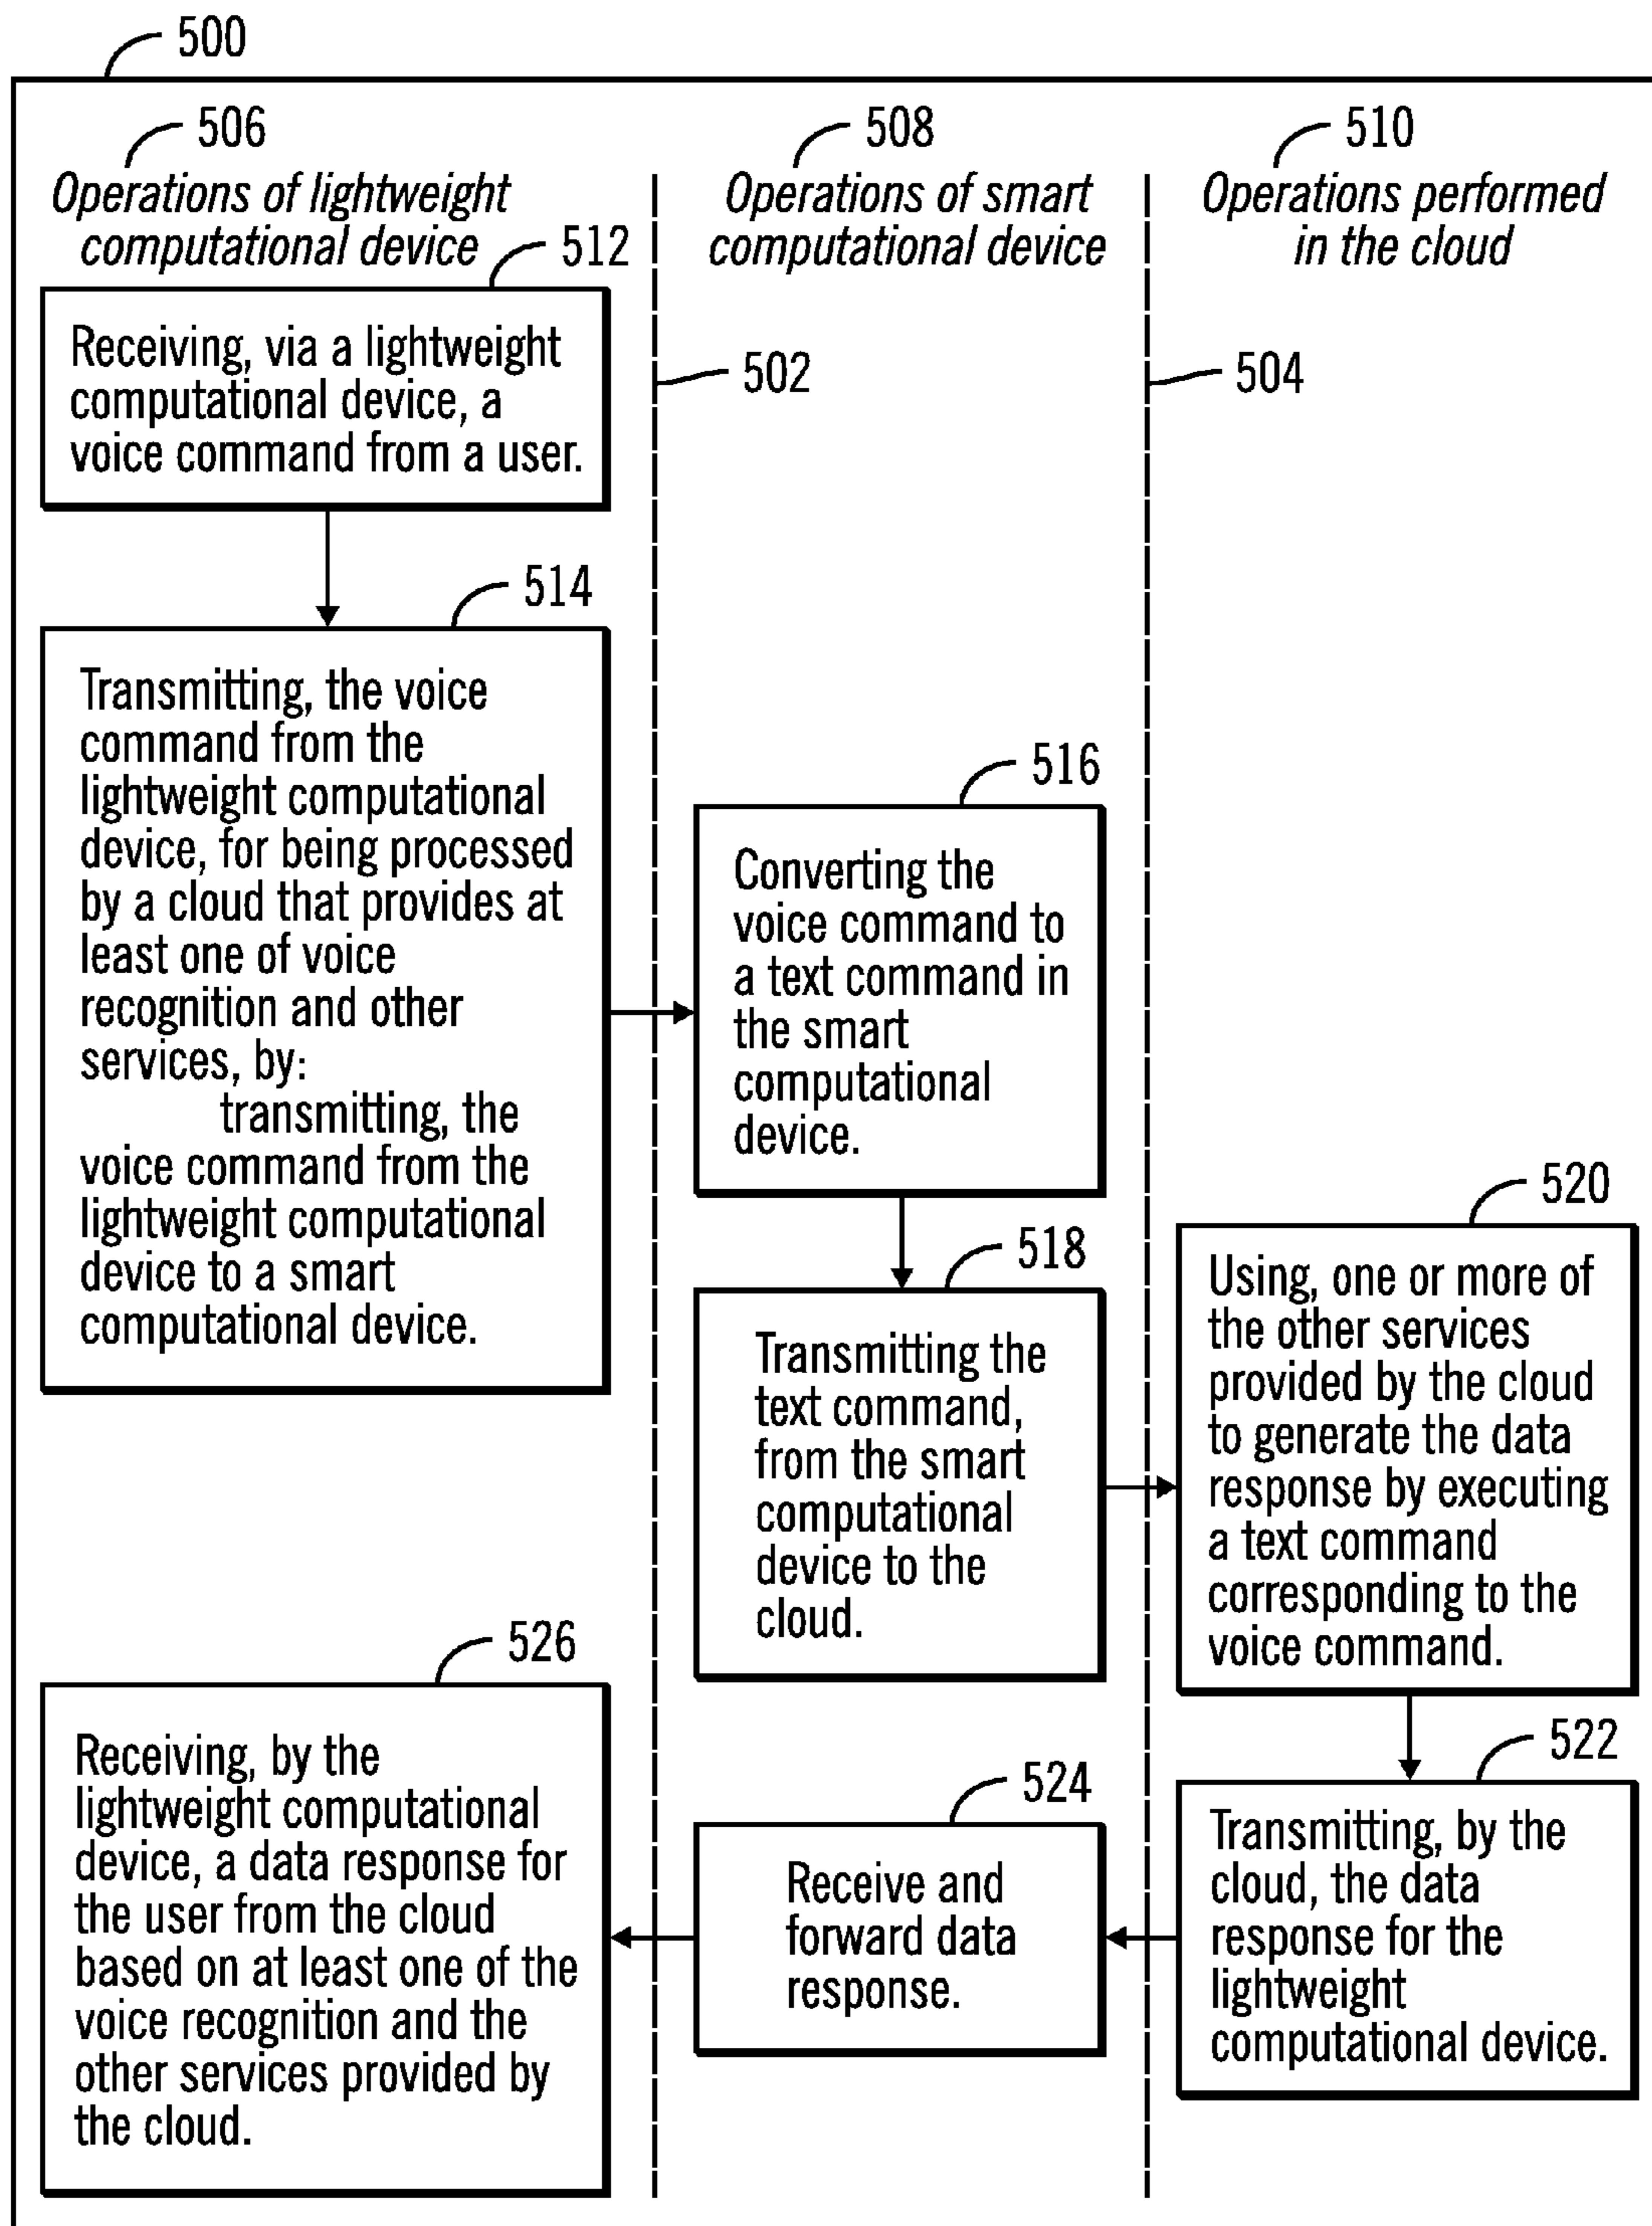 500
506
Operations of lightweight
computational device
508
Operations of smart
computational device
510
Operations performed
in the cloud
502
504
512
Receiving, via a lightweight
computational device, a
voice command from a user.
514
Transmitting, the voice
command from the
lightweight computational
device, for being processed
by a cloud that provides at
least one of voice
recognition and other
services, by:
transmitting, the
voice command from the
lightweight computational
device to a smart
computational device.
516
Converting the
voice command to
a text command in
the smart
computational
device.
518
Transmitting the
text command,
from the smart
computational
device to the
cloud.
520
Using, one or more of
the other services
provided by the cloud
to generate the data
response by executing
a text command
corresponding to the
voice command.
522
Transmitting, by the
cloud, the data
response for the
lightweight
computational device.
524
Receive and
forward data
response.
526
Receiving, by the
lightweight computational
device, a data response for
the user from the cloud
based on at least one of the
voice recognition and the
other services provided by
the cloud.